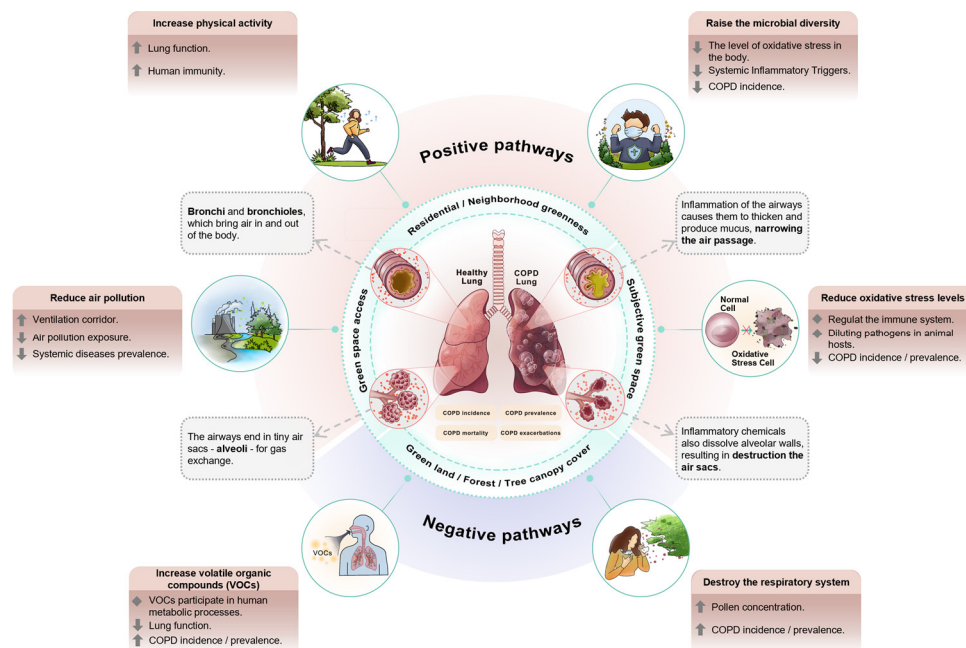 Increase physical activity
Lung function.
Human immunity.
Raise the microbial diversity
The level of oxidative stress in
the body.
Systemic Inflammatory Triggers.
COPD incidence.
Positive pathways
Bronchi and bronchioles,
which bring air in and out
out of the body.
Residential / Neighborhood greenness
Inflammation of the airways
causes them to thicken and
produce mucus, narrowing
the air passage.
Healthy
Lung
COPD
Lung
Reduce air pollution
Ventilation corridor.
Air pollution exposure.
Systemic diseases prevalence.
Green space access
Subjective green space
Normal
Cell
Oxidative
Stress Cell
Reduce oxidative stress levels
Regulat the immune system.
Diluting pathogens in animal
hosts.
COPD incidence / prevalence.
COPD incidence
COPD prevalence
COPD mortality
COPD exacerbations
The airways end in tiny air
sacs - alveoli - for gas
exchange.
Inflammatory chemicals
also dissolve alveolar walls,
resulting in destruction the
air sacs.
Green land / Forest / Tree canopy cover
Negative pathways
VOCs
Increase volatile organic
compounds (VOCs)
VOCs participate in human
metabolic processes.
Lung function.
COPD incidence / prevalence.
Destroy the respiratory system
Pollen concentration.
COPD incidence / prevalence.